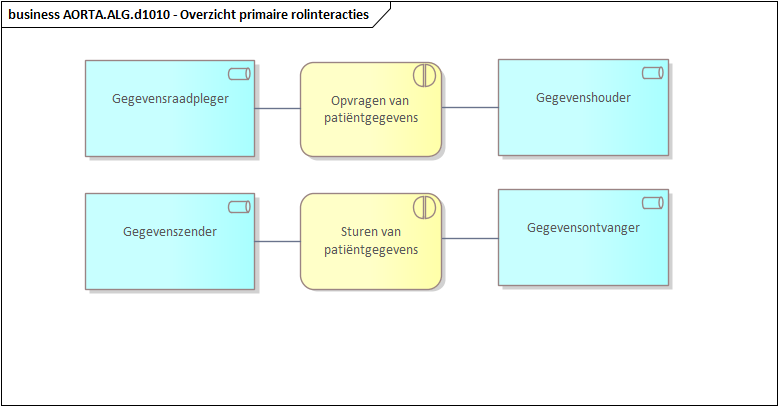 business AORTA.ALG.d1010 - Overzicht primaire rolinteracties
Gegevensraadpleger
Opvragen van
patiëntgegevens
Gegevenshouder
Gegevenszender
Sturen van
patiëntgegevens
Gegevensontvanger